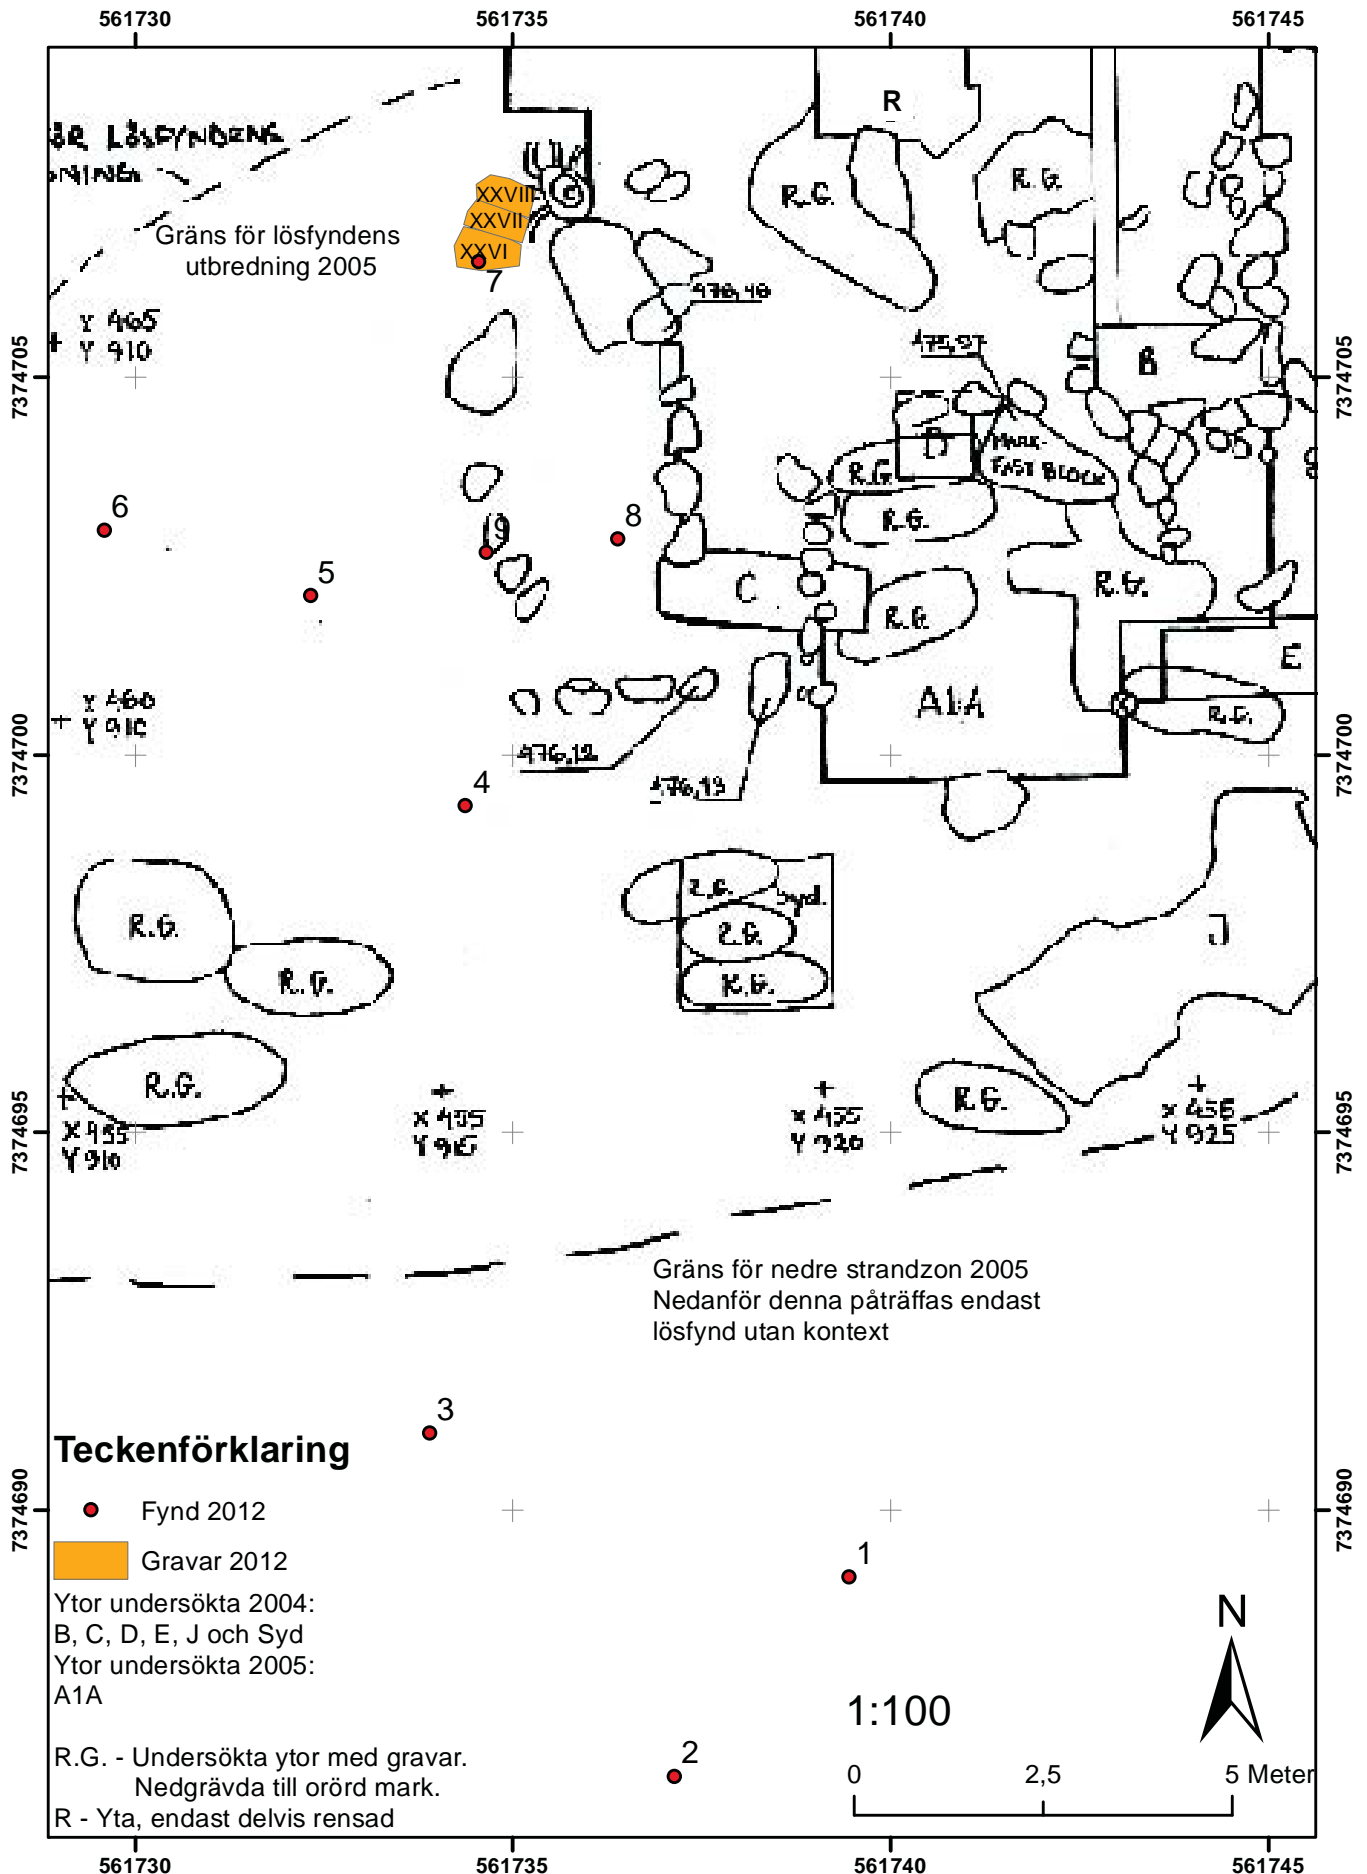 561730
561735
561740
561745
R
ÖR LÖSFYNDENS
R.G.
R.G.
XXVIII
XXVII
XXVI
Gräns för lösfyndens
utbredning 2005
7
476,16
Y 465
Y 910
475,97
7374705
7374705
B
D
MARK-
FAST BLOCK
R.G.
R.G.
6
9
8
5
C
R.G.
R.G.
E
A1A
R.G.
Y 460
Y 910
7374700
7374700
476,12
476,13
4
R.G.
Syd.
R.G.
R.G.
R.G.
R.G.
J
R.G.
R.G.
X 455
Y 910
X 455
Y 915
X 455
Y 920
X 455
Y 925
7374695
7374695
Gräns för nedre strandzon 2005
Nedanför denna påträffas endast
lösfynd utan kontext
3
Teckenförklaring
Fynd 2012
Gravar 2012
7374690
7374690
1
Ytor undersökta 2004:
B, C, D, E, J och Syd
Ytor undersökta 2005:
A1A
N
1:100
R.G. - Undersökta ytor med gravar.
Nedgrävda till orörd mark.
R - Yta, endast delvis rensad
2
0 2,5 5 Meter
561730
561735
561740
561745